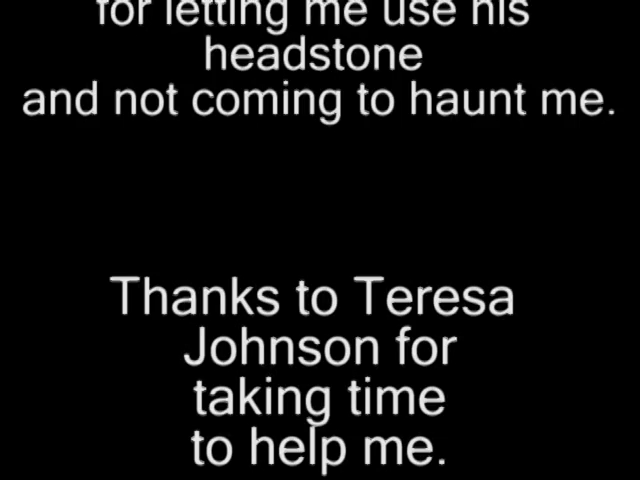 for letting me use his
headstone
and not coming to haunt me.
Thanks to Teresa
Johnson for
taking time
to help me.